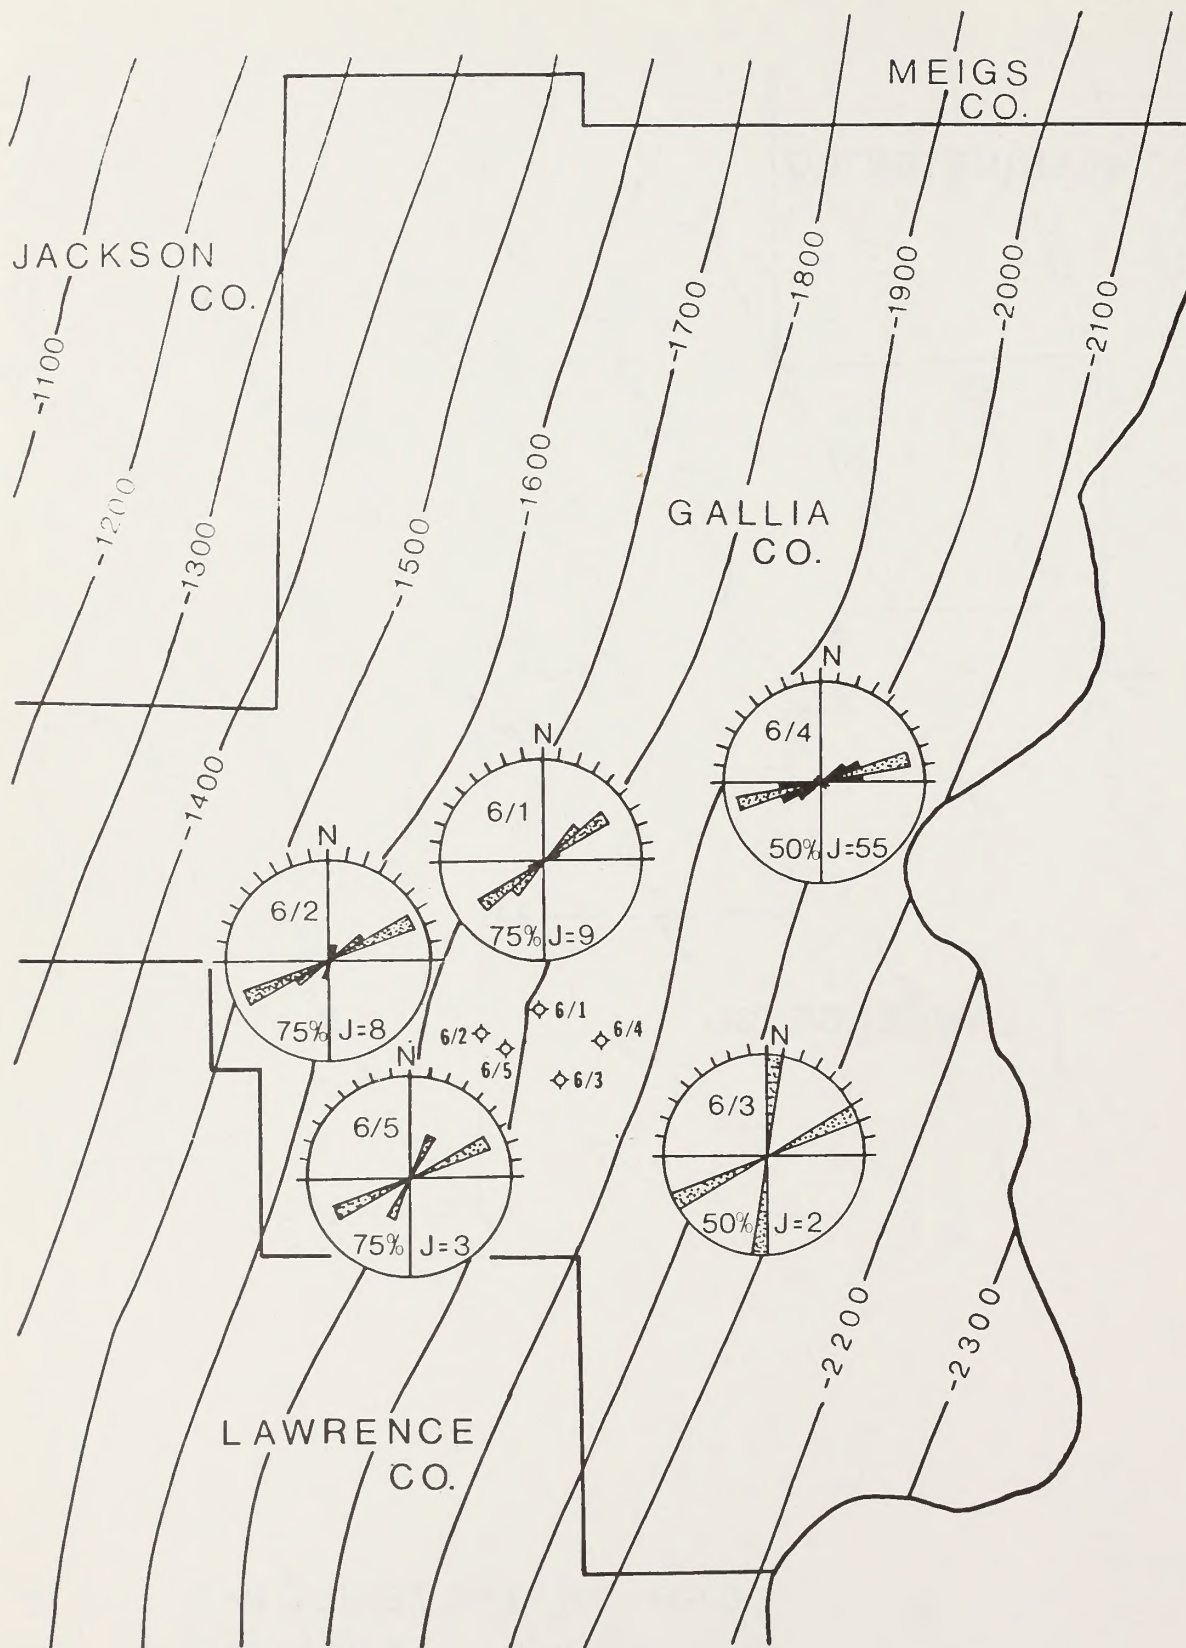 MEIGS
CO.
JACKSON
CO.
-1100
-1200
-1300
-1400
-1500
-1600
-1700
-1800
-1900
-2000
-2100
GALLIA
CO.
N
6/4
50% J=55
N
6/1
75% J=9
N
6/2
75% J=8
6/1
6/2
6/4
6/5
6/3
N
6/5
75% J=3
N
6/3
50% J=2
-2200
-2300
LAWRENCE
CO.